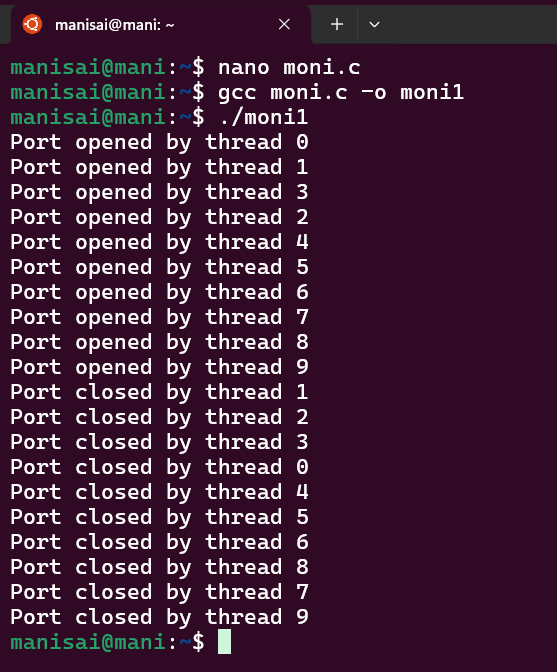 manisai@mani: ~
manisai@mani:~$ nano moni.c
manisai@mani:~$ gcc moni.c -o moni1
manisai@mani:~$ ./moni1
Port opened by thread 0
Port opened by thread 1
Port opened by thread 3
Port opened by thread 2
Port opened by thread 4
Port opened by thread 5
Port opened by thread 6
Port opened by thread 7
Port opened by thread 8
Port opened by thread 9
Port closed by thread 1
Port closed by thread 2
Port closed by thread 3
Port closed by thread 0
Port closed by thread 4
Port closed by thread 5
Port closed by thread 6
Port closed by thread 8
Port closed by thread 7
Port closed by thread 9
manisai@mani:~$